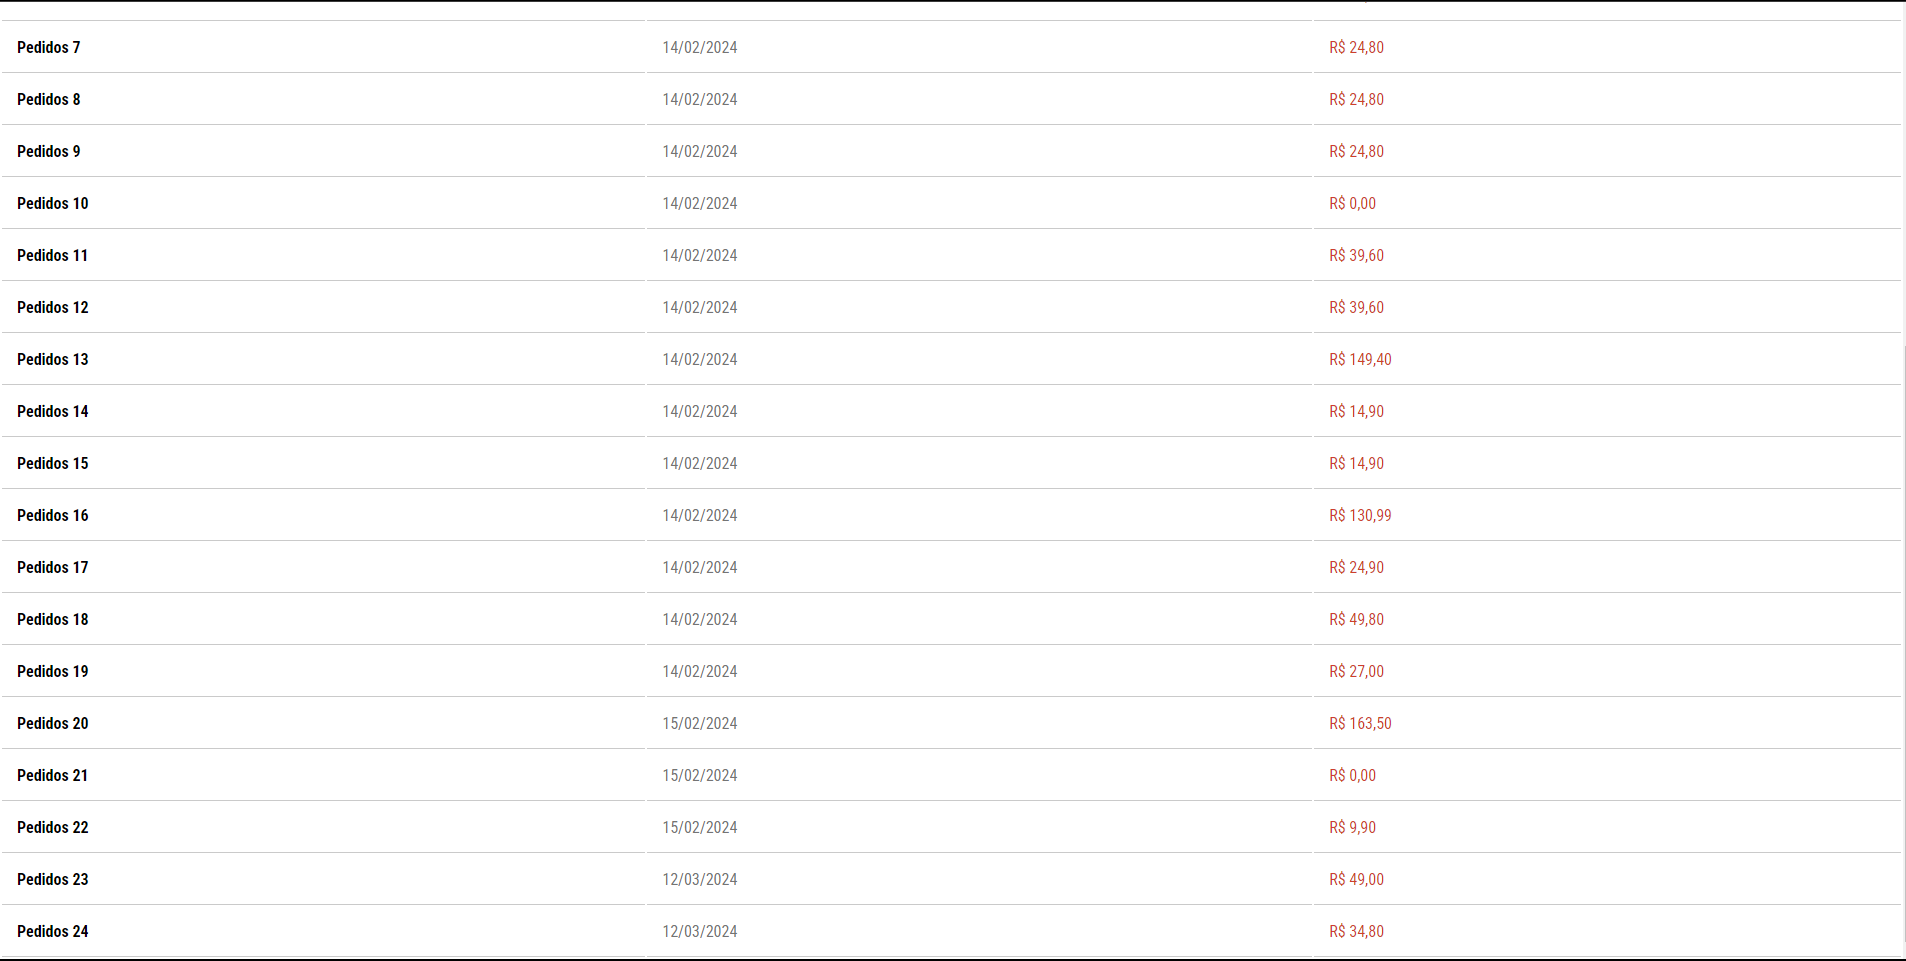 Pedidos 7 14/02/2024 R$ 24,80
Pedidos 8 14/02/2024 R$ 24,80
Pedidos 9 14/02/2024 R$ 24,80
Pedidos 10 14/02/2024 R$ 0,00
Pedidos 11 14/02/2024 R$ 39,60
Pedidos 12 14/02/2024 R$ 39,60
Pedidos 13 14/02/2024 R$ 149,40
Pedidos 14 14/02/2024 R$ 14,90
Pedidos 15 14/02/2024 R$ 14,90
Pedidos 16 14/02/2024 R$ 130,99
Pedidos 17 14/02/2024 R$ 24,90
Pedidos 18 14/02/2024 R$ 49,80
Pedidos 19 14/02/2024 R$ 27,00
Pedidos 20 15/02/2024 R$ 163,50
Pedidos 21 15/02/2024 R$ 0,00
Pedidos 22 15/02/2024 R$ 9,90
Pedidos 23 12/03/2024 R$ 49,00
Pedidos 24 12/03/2024 R$ 34,80